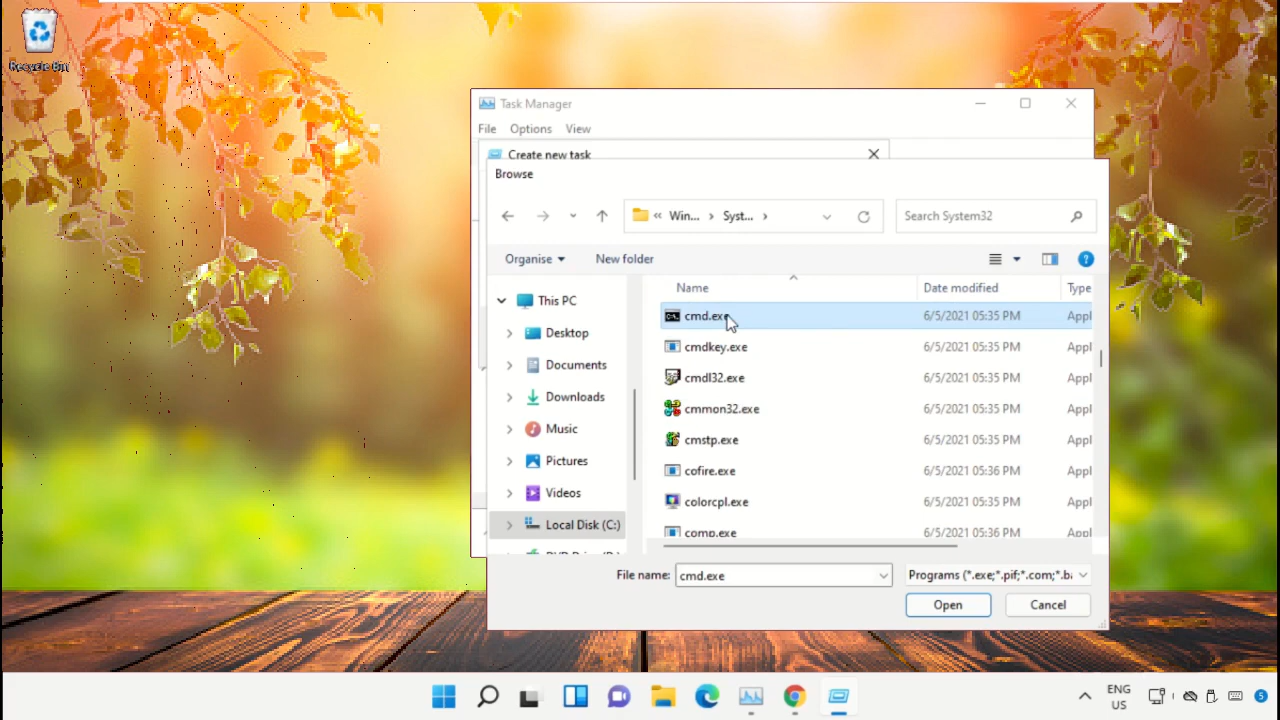 Recycle Bin
Task Manager
File Options View
Create new task
Browse
« Win... › Syst... ›
Search System32
Organise
New folder
Name
Date modified
Type
This PC
Desktop
Documents
Downloads
Music
Pictures
Videos
Local Disk (C:)
cmd.exe 6/5/2021 05:35 PM Appl
cmdkey.exe 6/5/2021 05:35 PM Appl
cmdl32.exe 6/5/2021 05:35 PM Appl
cmmon32.exe 6/5/2021 05:35 PM Appl
cmstp.exe 6/5/2021 05:35 PM Appl
cofire.exe 6/5/2021 05:36 PM Appl
colorcpl.exe 6/5/2021 05:35 PM Appl
comp.exe 6/5/2021 05:36 PM Appl
File name: cmd.exe
Programs (*.exe;*.pif;*.com;*.ba
Open
Cancel
ENG
US
5